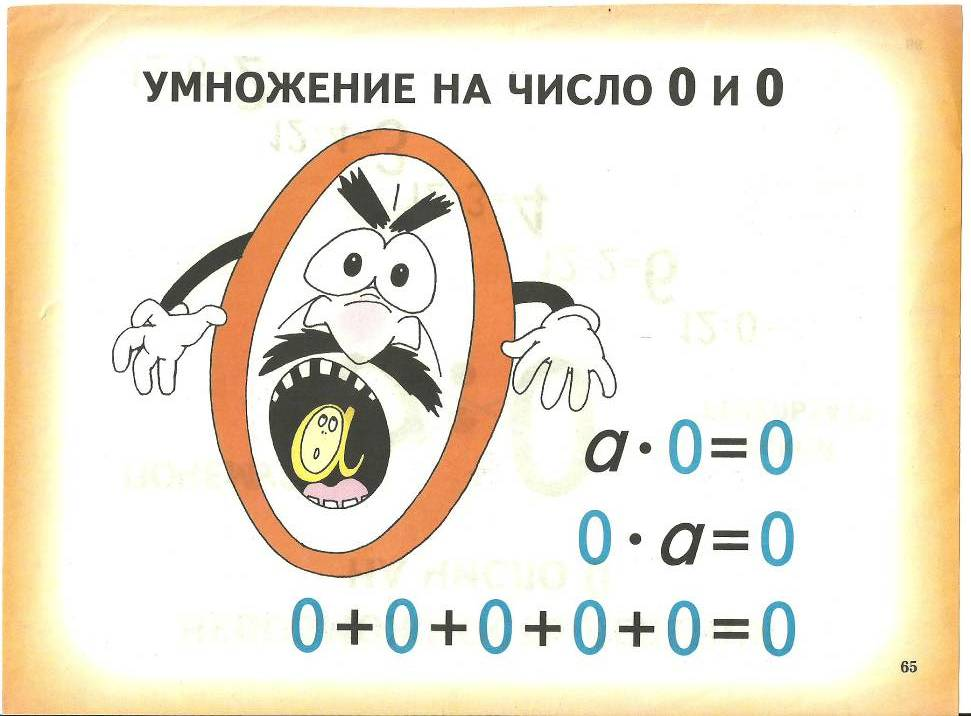 УМНОЖЕНИЕ НА ЧИСЛО 0 И 0
a
a · 0 = 0
0 · a = 0
0 + 0 + 0 + 0 + 0 = 0
65